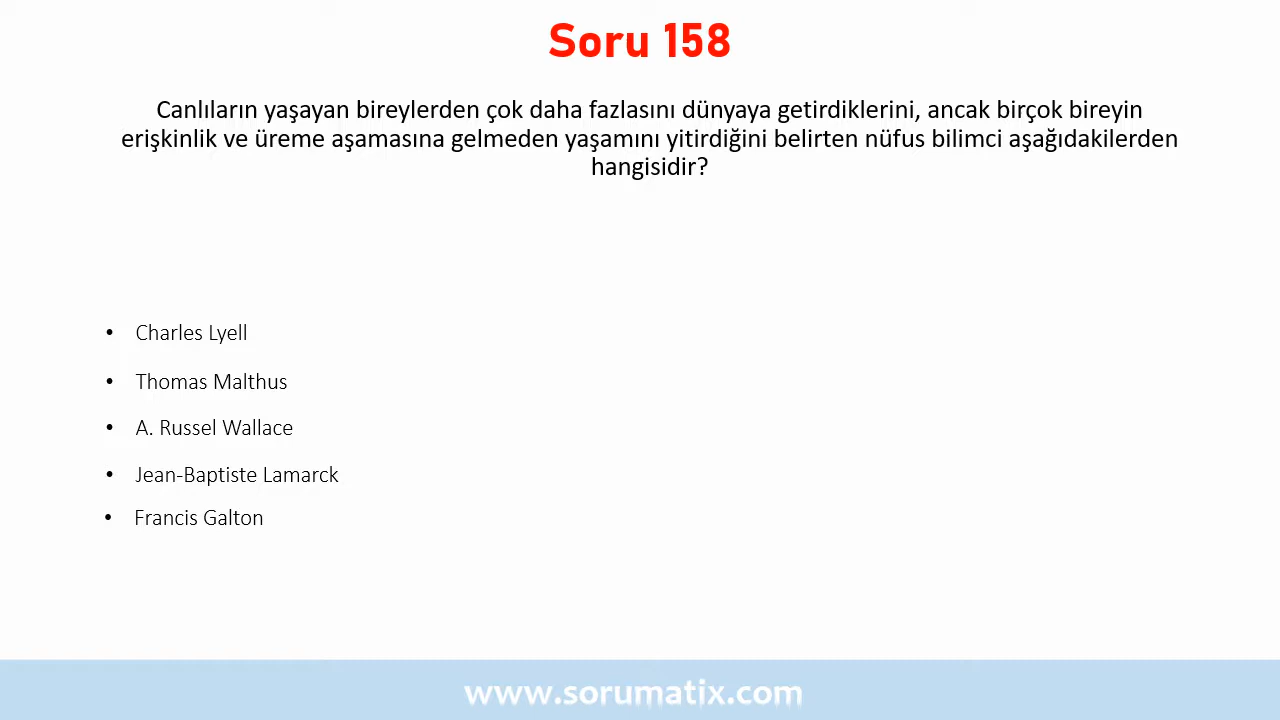 Soru 158
Canlıların yaşayan bireylerden çok daha fazlasını dünyaya getirdiklerini, ancak birçok bireyin
erişkinlik ve üreme aşamasına gelmeden yaşamını yitirdiğini belirten nüfus bilimci aşağıdakilerden
hangisidir?
• Charles Lyell
• Thomas Malthus
• A. Russel Wallace
• Jean-Baptiste Lamarck
• Francis Galton
www.sorumatix.com